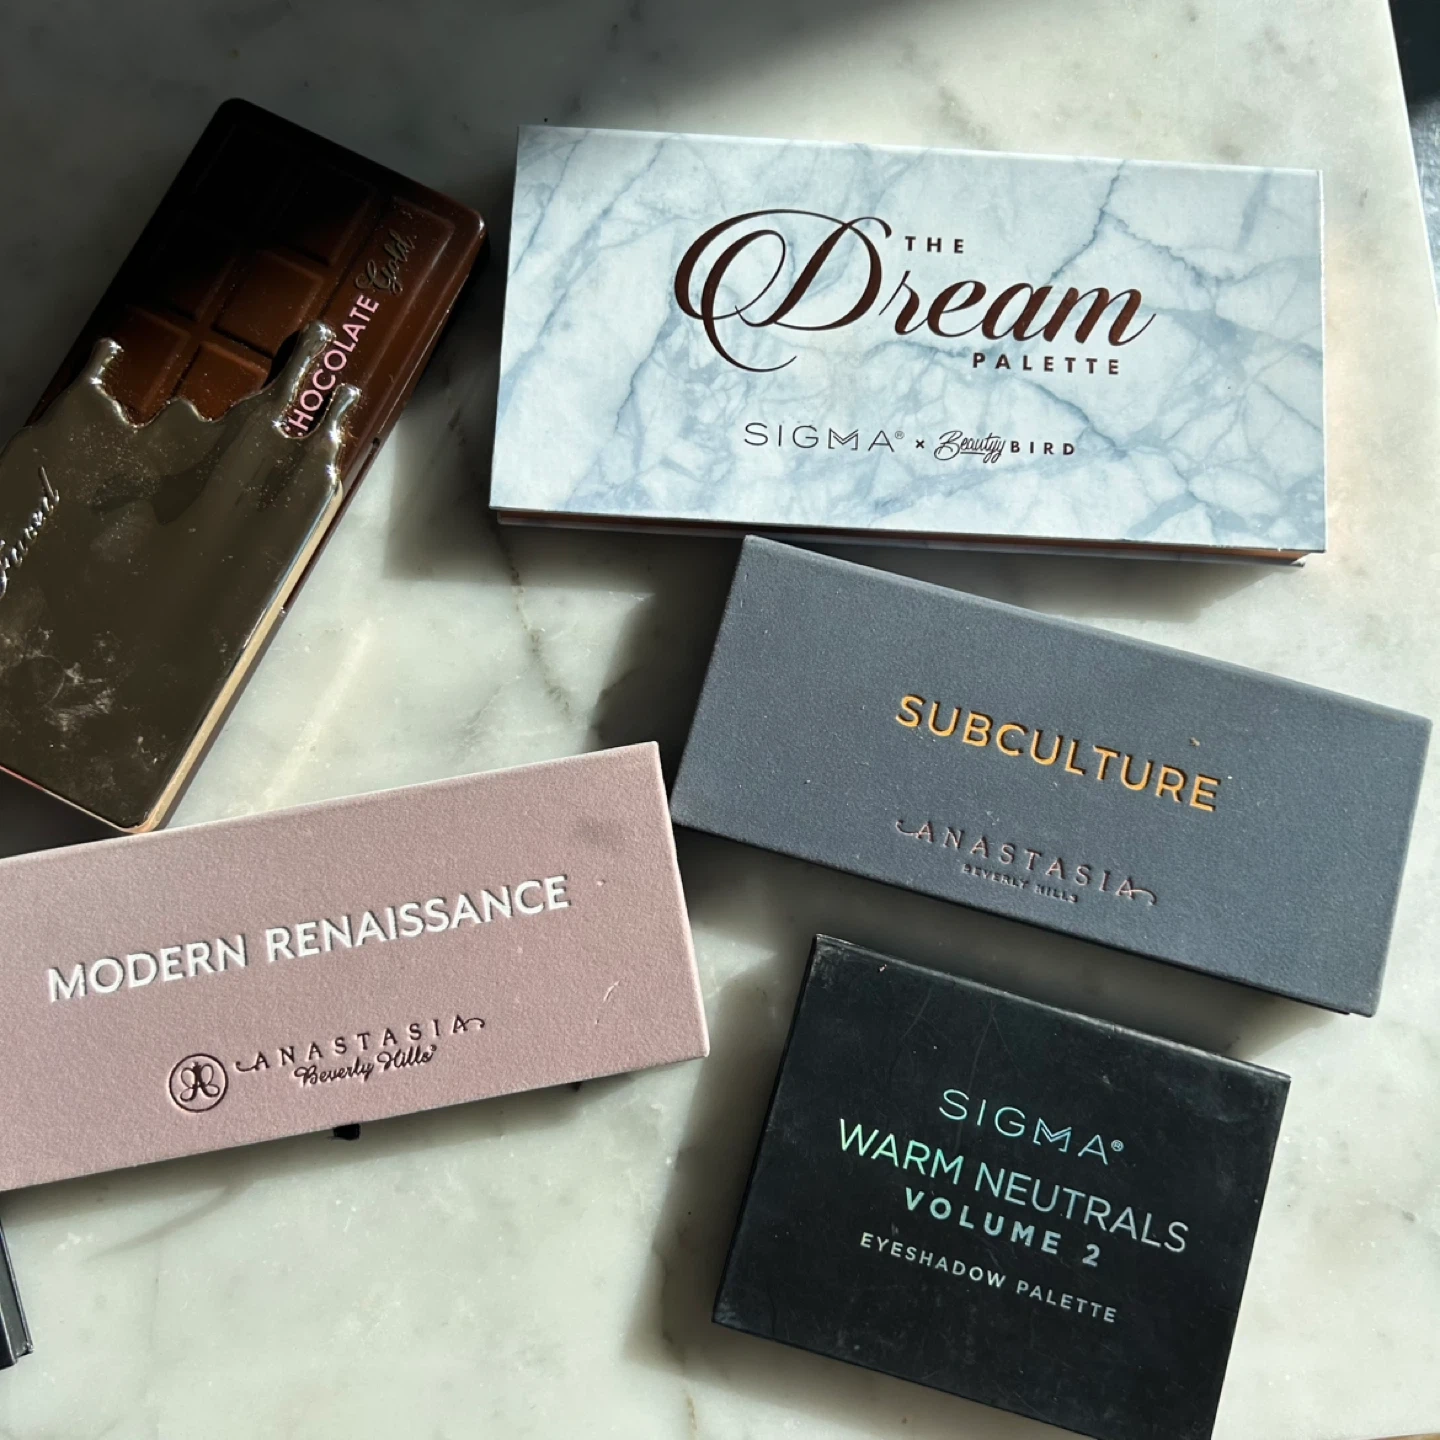 HOCOLATE Gold
THE
Dream
PALETTE
SIGMA® × Beautyy BIRD
SUBCULTURE
ANASTASIA
BEVERLY HILLS
MODERN RENAISSANCE
ANASTASIA
Beverly Hills®
SIGMA®
WARM NEUTRALS
VOLUME 2
EYESHADOW PALETTE